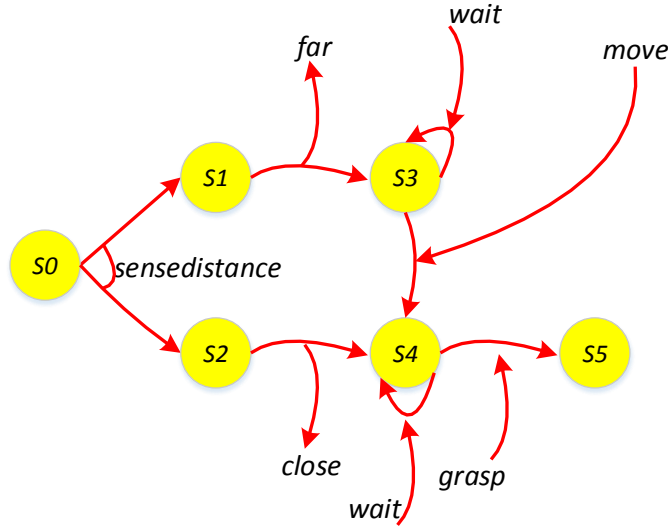 wait
far
move
S1
S3
S0
sensedistance
S2
S4
S5
close
grasp
wait